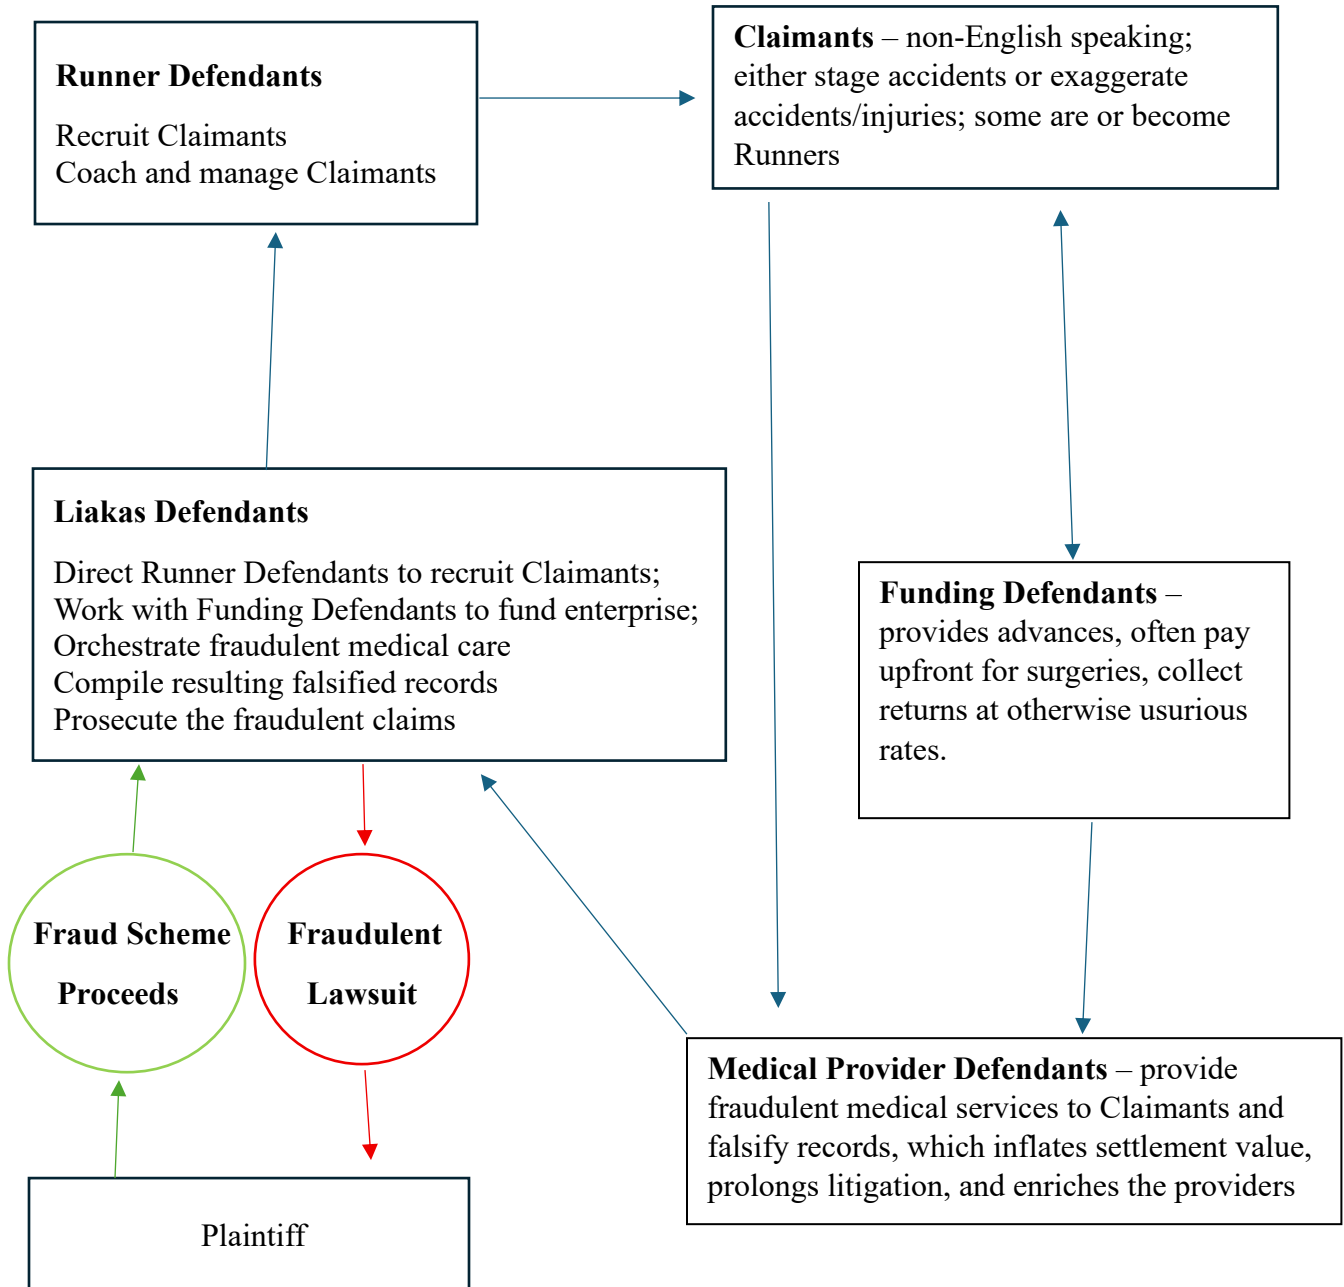 Runner Defendants
Recruit Claimants
Coach and manage Claimants
Claimants – non-English speaking;
either stage accidents or exaggerate
accidents/injuries; some are or become
Runners
Liakas Defendants
Direct Runner Defendants to recruit Claimants;
Work with Funding Defendants to fund enterprise;
Orchestrate fraudulent medical care
Compile resulting falsified records
Prosecute the fraudulent claims
Funding Defendants –
provides advances, often pay
upfront for surgeries, collect
returns at otherwise usurious
rates.
Fraud Scheme
Proceeds
Fraudulent
Lawsuit
Medical Provider Defendants – provide
fraudulent medical services to Claimants and
falsify records, which inflates settlement value,
prolongs litigation, and enriches the providers
Plaintiff